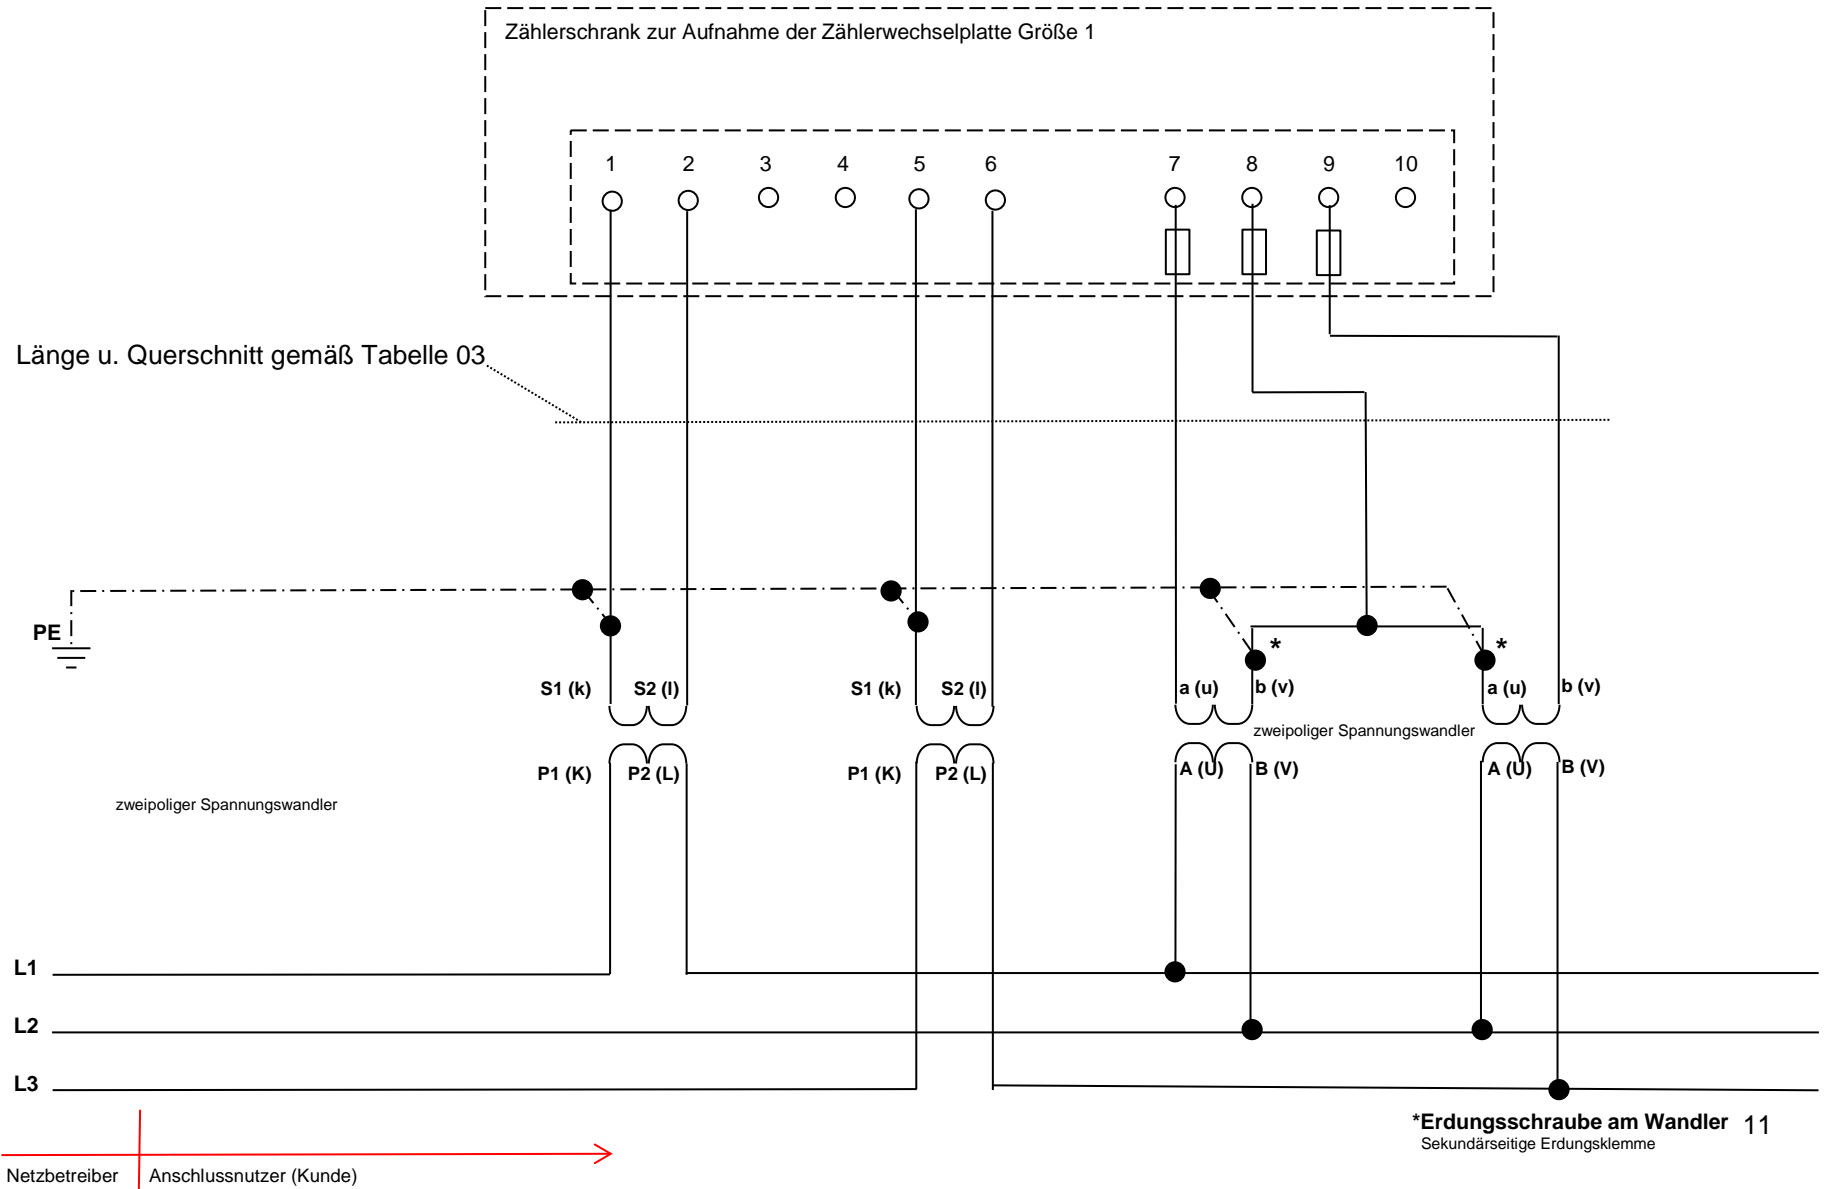 Zählerschrank zur Aufnahme der Zählerwechselplatte Größe 1
1 2 3 4 5 6 7 8 9 10
Länge u. Querschnitt gemäß Tabelle 03
PE
* *
S1 (k) S2 (l) S1 (k) S2 (l) a (u) b (v) a (u) b (v)
zweipoliger Spannungswandler
P1 (K) P2 (L) P1 (K) P2 (L) A (U) B (V) A (U) B (V)
zweipoliger Spannungswandler
L1
L2
L3
*Erdungsschraube am Wandler 11
Sekundärseitige Erdungsklemme
Netzbetreiber Anschlussnutzer (Kunde)